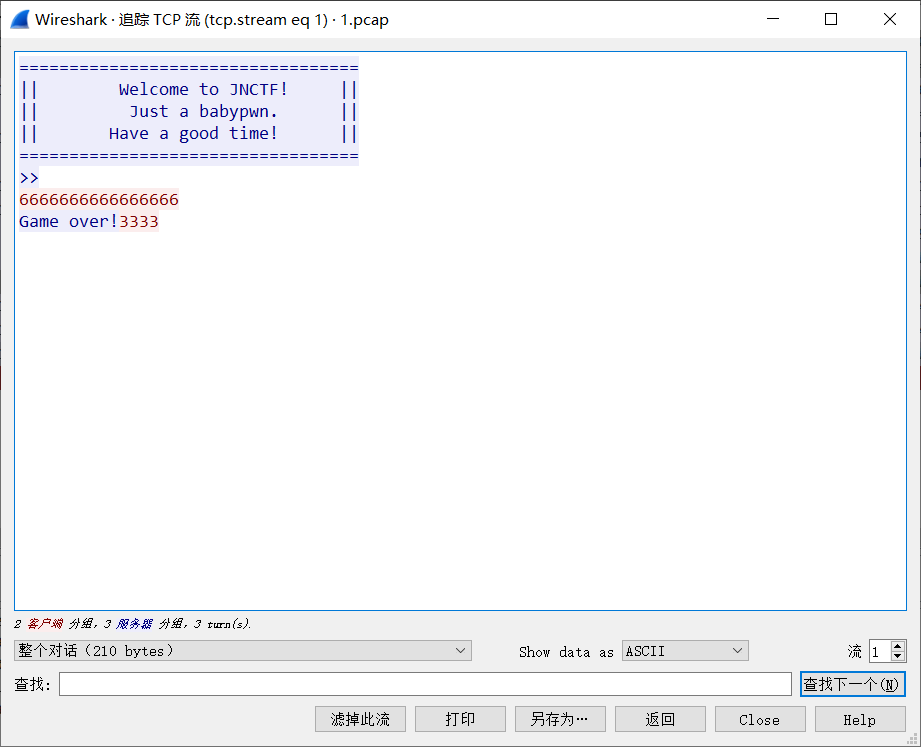 Wireshark · 追踪 TCP 流 (tcp.stream eq 1) · 1.pcap
==================================
||        Welcome to JNCTF!     ||
||         Just a babypwn.      ||
||       Have a good time!      ||
==================================
>>
6666666666666666
Game over!3333
2 客户端 分组, 3 服务器 分组, 3 turn(s).
整个对话 (210 bytes)
Show data as ASCII
流 1
查找:
查找下一个(N)
滤掉此流
打印
另存为…
返回
Close
Help